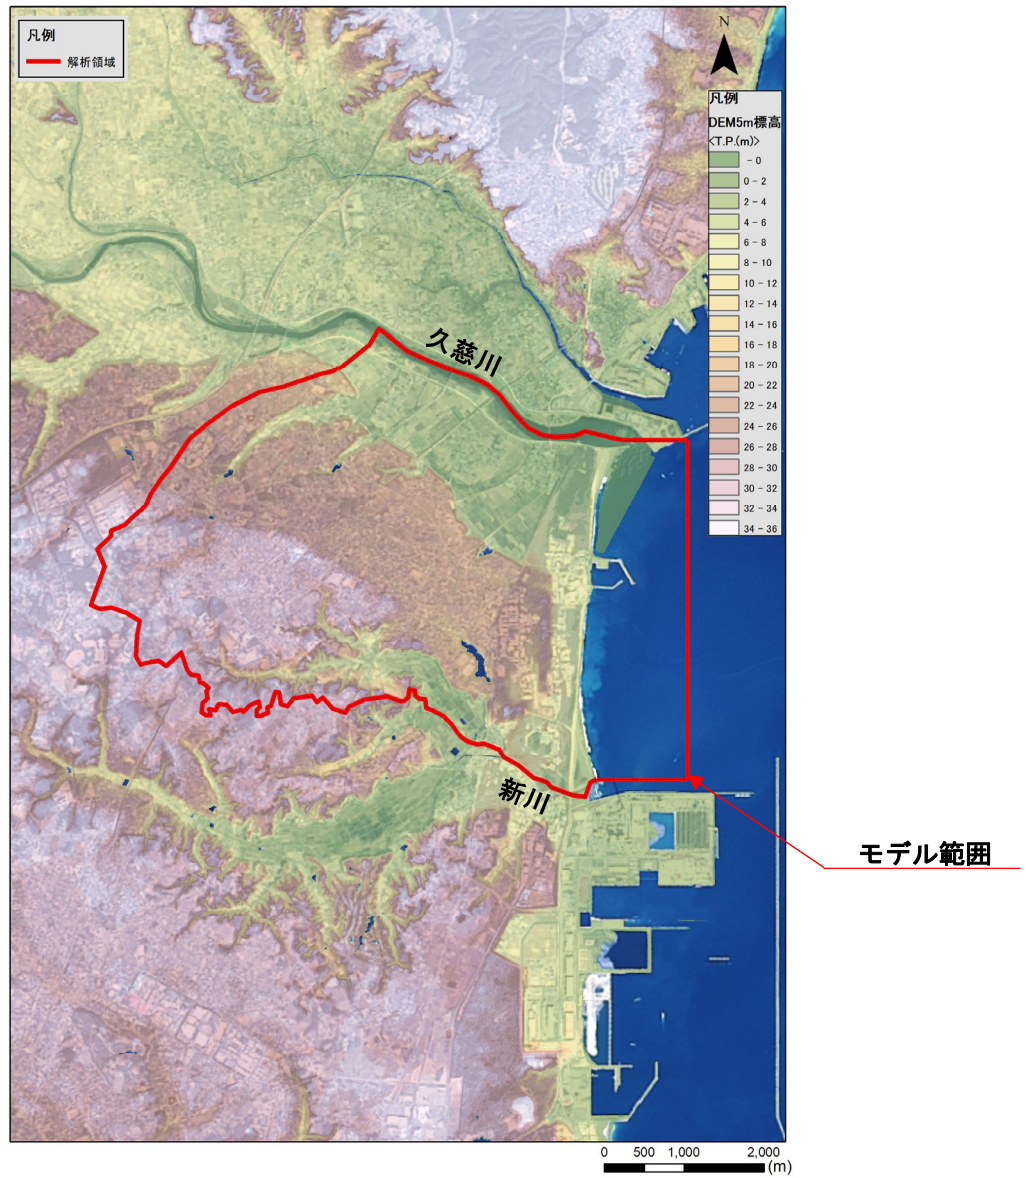 凡例
解析領域
N
凡例
DEM5m標高
<T.P.(m)>
- 0
0 - 2
2 - 4
4 - 6
6 - 8
8 - 10
10 - 12
12 - 14
14 - 16
16 - 18
18 - 20
20 - 22
22 - 24
24 - 26
26 - 28
28 - 30
30 - 32
32 - 34
34 - 36
久慈川
新川
モデル範囲
0 500 1,000 2,000
(m)